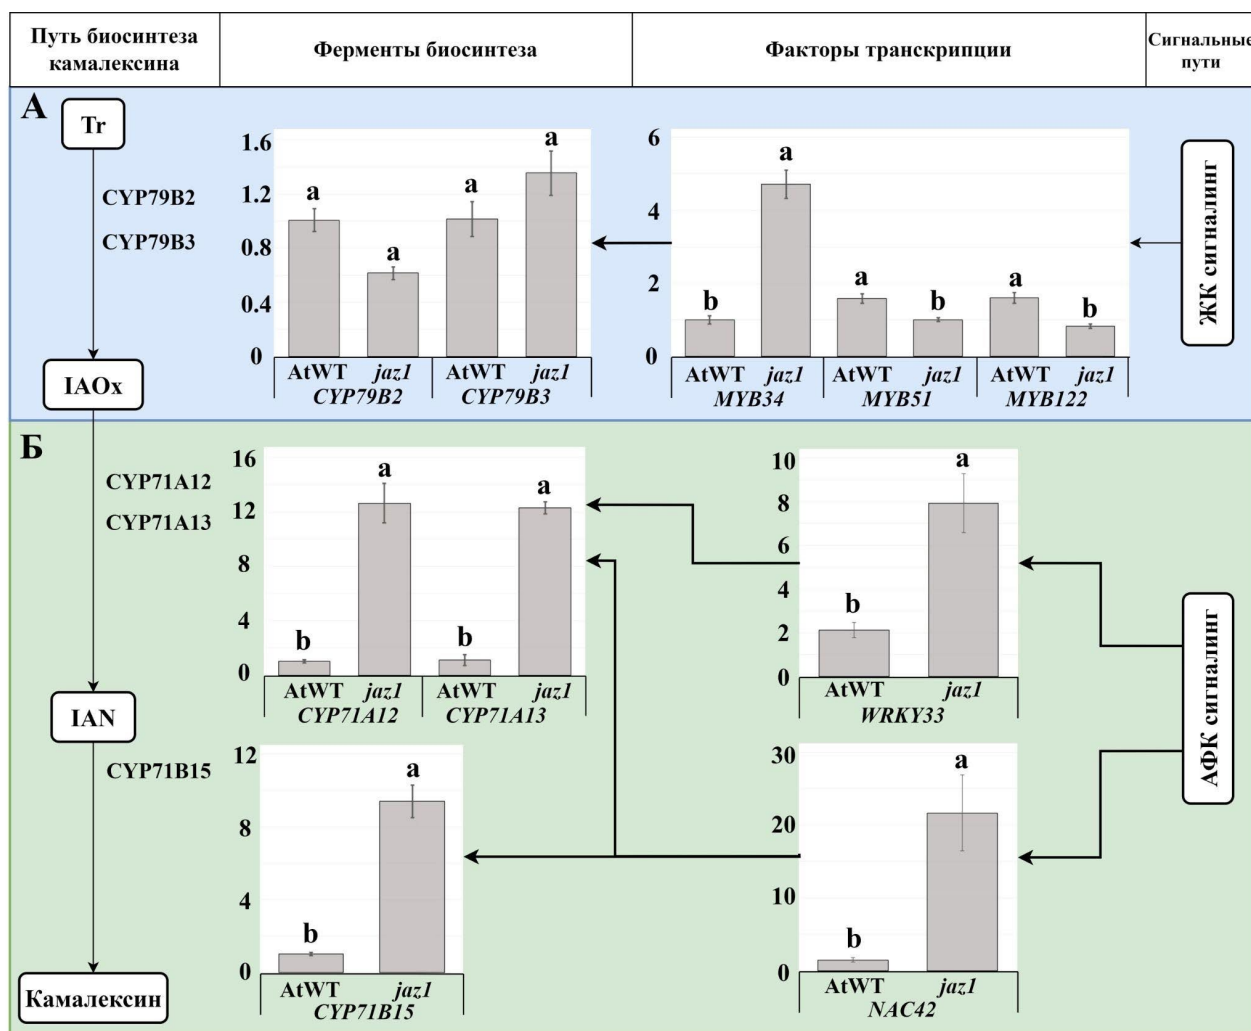 Путь биосинтеза
камалексина
Ферменты биосинтеза
Факторы транскрипции
Сигнальные
пути
А
Tr
CYP79B2
CYP79B3
IAOx
1.6
1.2
0.8
0.4
0
a
a
a
a
AtWT
jaz1
AtWT
jaz1
CYP79B2
CYP79B3
6
4
2
0
b
a
a
b
a
b
AtWT
jaz1
AtWT
jaz1
AtWT
jaz1
MYB34
MYB51
MYB122
ЖК сигналинг
Б
CYP71A12
CYP71A13
IAN
CYP71B15
Камалексин
16
12
8
4
0
b
a
b
a
AtWT
jaz1
AtWT
jaz1
CYP71A12
CYP71A13
10
8
6
4
2
0
b
a
AtWT
jaz1
WRKY33
АФК сигналинг
12
8
4
0
b
a
AtWT
jaz1
CYP71B15
30
20
10
0
b
a
AtWT
jaz1
NAC42